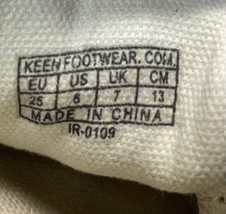 KEENFOOTWEAR.COM.
EU US UK CM
25 8 7 13
MADE IN CHINA
IR-0109